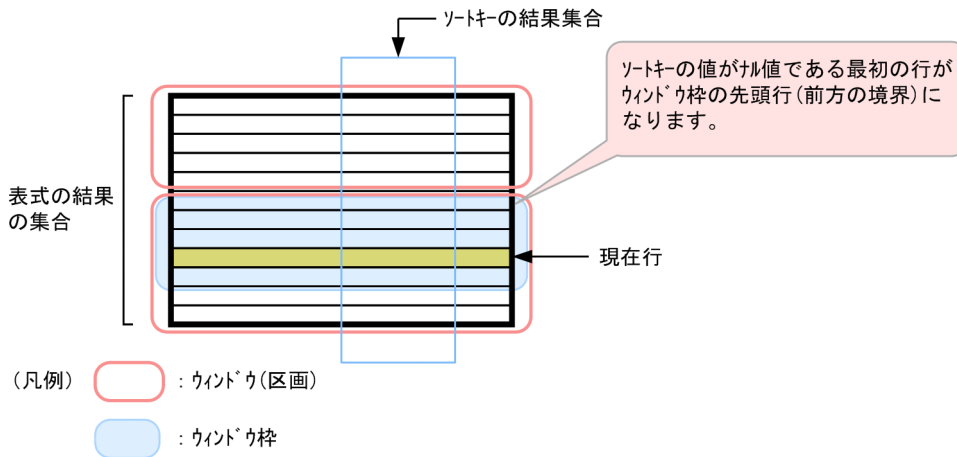 ソートキーの結果集合
ソートキーの値がナル値である最初の行が
ウィンドウ枠の先頭行(前方の境界)に
なります。
表式の結果
の集合
現在行
(凡例)
：ウィンドウ(区画)
：ウィンドウ枠